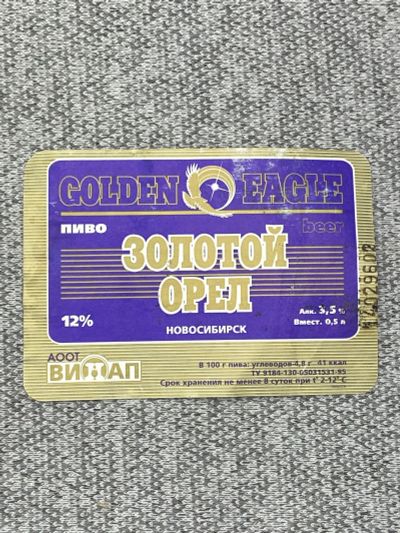 GOLDEN EAGLE
пиво beer
ЗОЛОТОЙ
ОРЕЛ
12% НОВОСИБИРСК
Алк. 3,5 %
Вмест. 0,5 л
АООТ
ВИНАП
В 100 г пива: углеводов-4,8 г, 41 ккал
TУ 9184-130-05031531-95
Срок хранения не менее 8 суток при t° 2-12° С